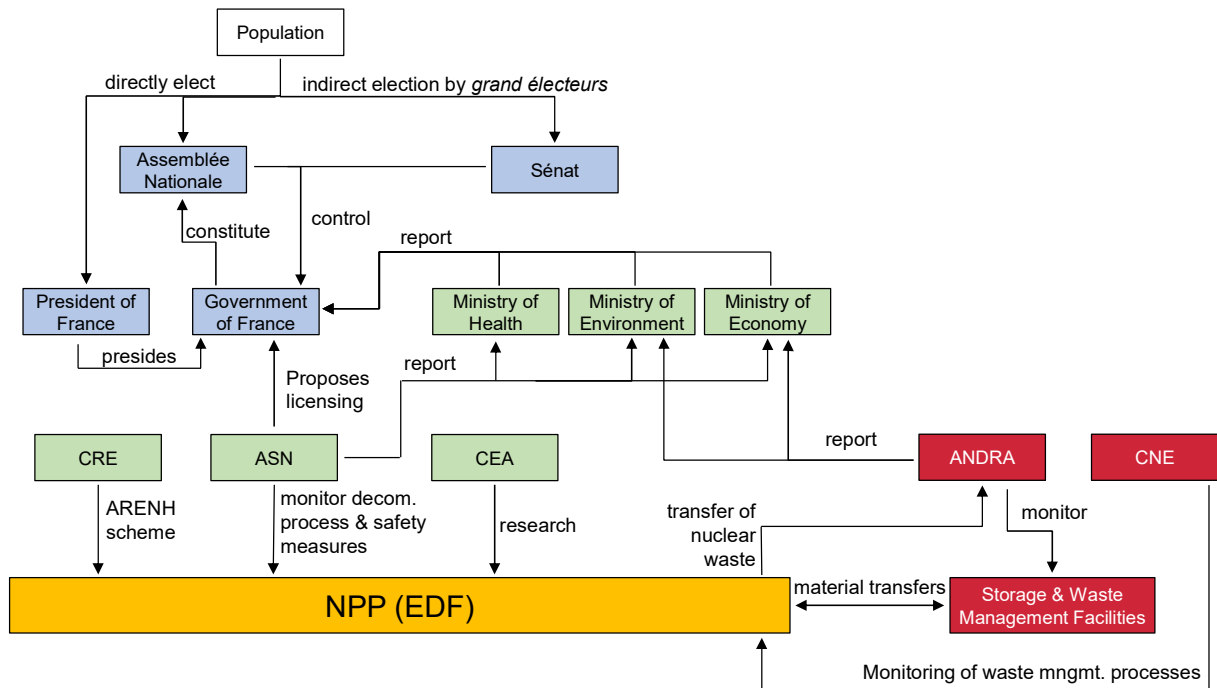 Population
directly elect
indirect election by grand électeurs
Assemblée
Nationale
Sénat
constitute
control
report
President of
France
Government
of France
Ministry of
Health
Ministry of
Environment
Ministry of
Economy
presides
Proposes
licensing
report
CRE
ASN
CEA
report
ANDRA
CNE
ARENH
scheme
monitor decom.
process & safety
measures
research
transfer of
nuclear
waste
monitor
NPP (EDF)
material transfers
Storage & Waste
Management Facilities
Monitoring of waste mngmt. processes